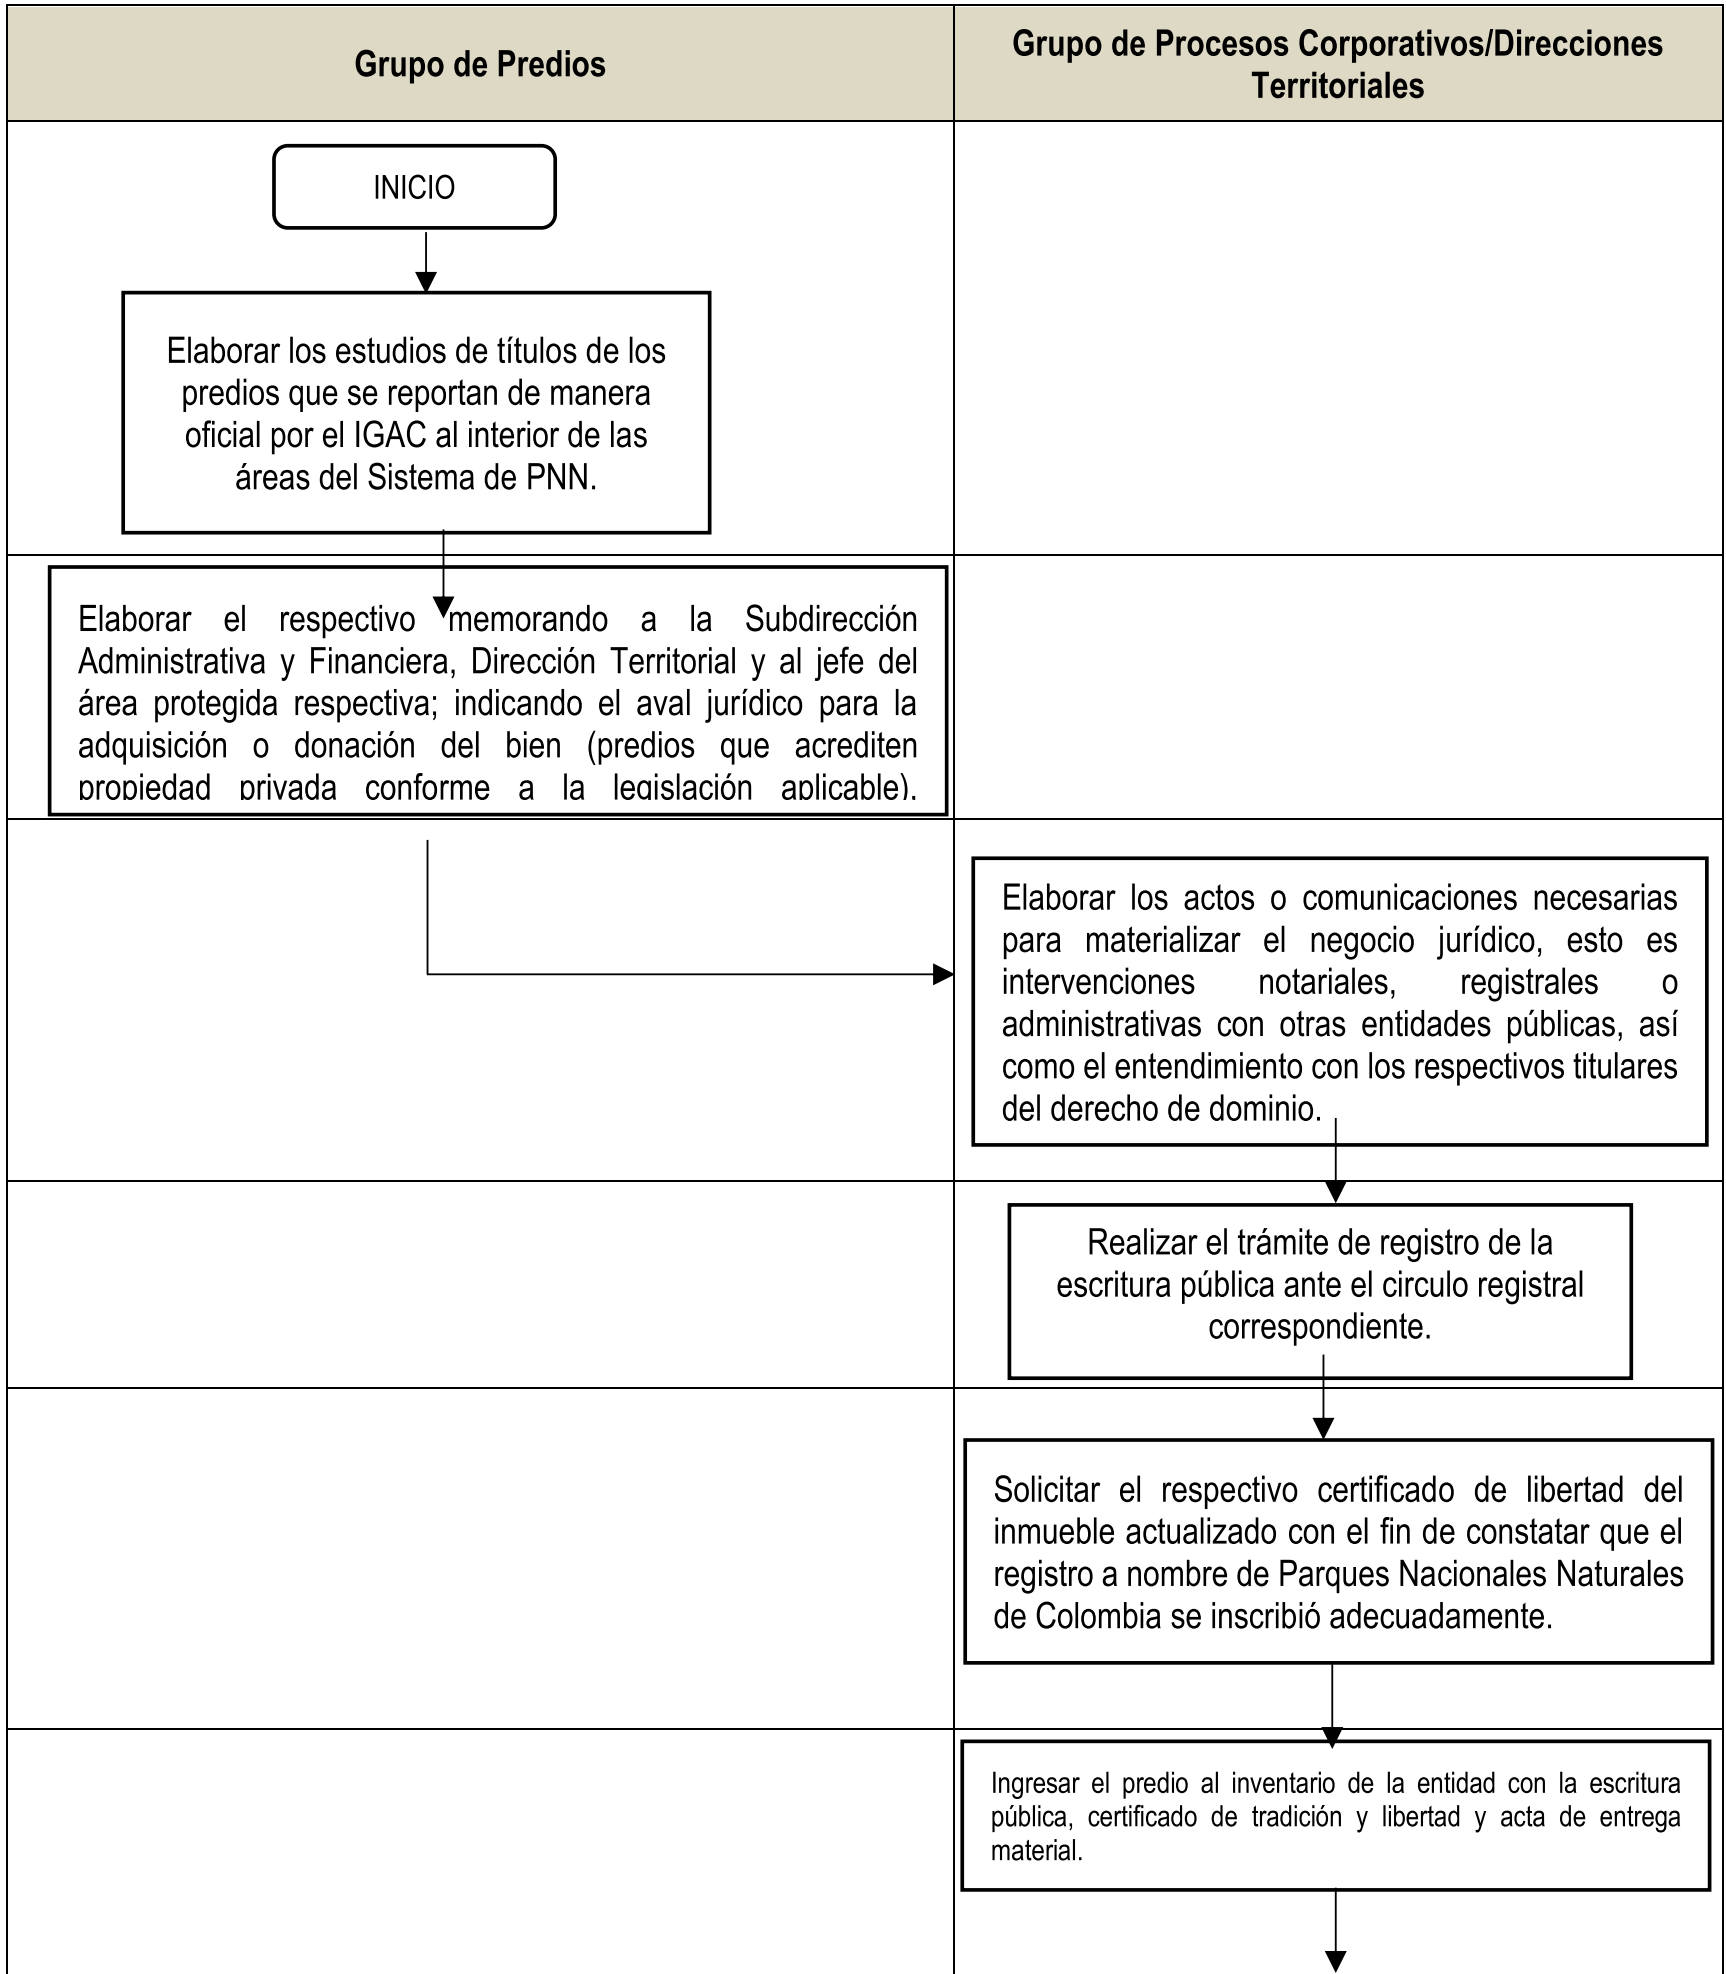 Grupo de Predios
Grupo de Procesos Corporativos/Direcciones
Territoriales
INICIO
Elaborar los estudios de títulos de los
predios que se reportan de manera
oficial por el IGAC al interior de las
áreas del Sistema de PNN.
Elaborar el respectivo memorando a la Subdirección
Administrativa y Financiera, Dirección Territorial y al jefe del
área protegida respectiva; indicando el aval jurídico para la
adquisición o donación del bien (predios que acrediten
propiedad privada conforme a la legislación aplicable).
Elaborar los actos o comunicaciones necesarias
para materializar el negocio jurídico, esto es
intervenciones notariales, registrales o
administrativas con otras entidades públicas, así
como el entendimiento con los respectivos titulares
del derecho de dominio.
Realizar el trámite de registro de la
escritura pública ante el circulo registral
correspondiente.
Solicitar el respectivo certificado de libertad del
inmueble actualizado con el fin de constatar que el
registro a nombre de Parques Nacionales Naturales
de Colombia se inscribió adecuadamente.
Ingresar el predio al inventario de la entidad con la escritura
pública, certificado de tradición y libertad y acta de entrega
material.